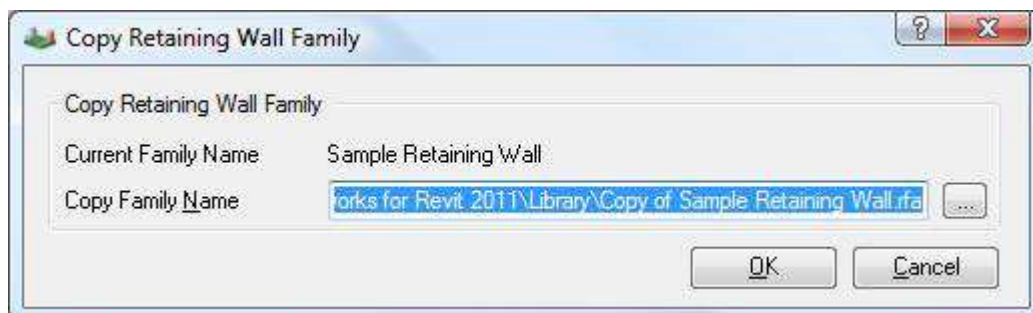 Copy Retaining Wall Family
Copy Retaining Wall Family
Current Family Name Sample Retaining Wall
Copy Family Name orks for Revit 2011\Library\Copy of Sample Retaining Wall.rfa ...
OK Cancel